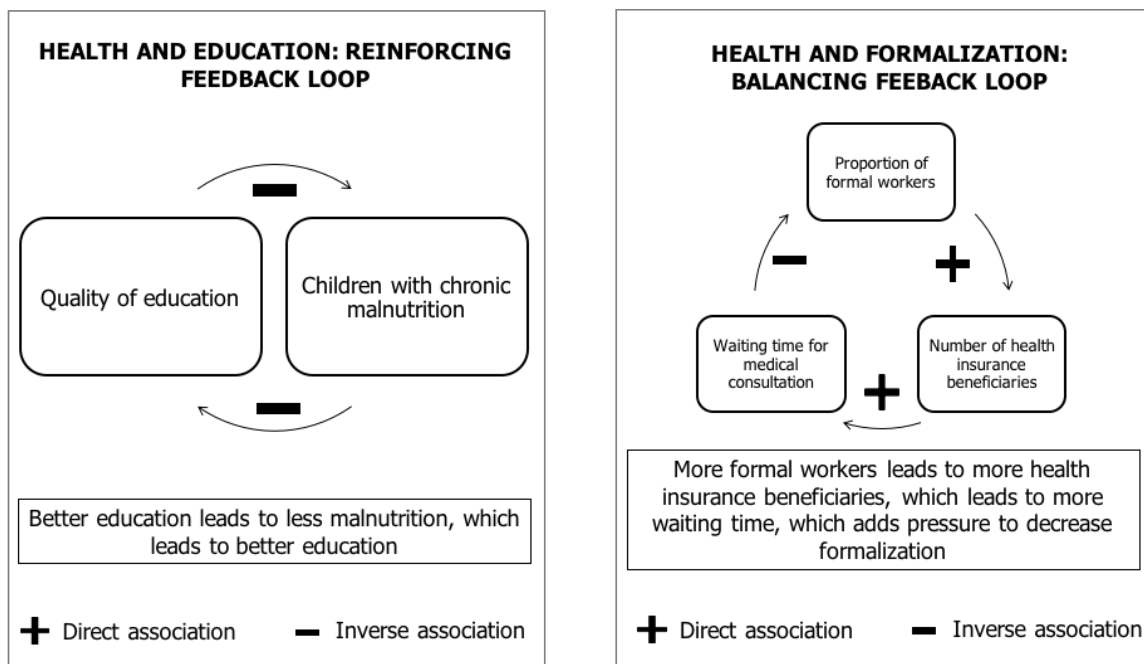 HEALTH AND EDUCATION: REINFORCING
FEEDBACK LOOP
Quality of education
Children with chronic
malnutrition
Better education leads to less malnutrition, which
leads to better education
Direct association
Inverse association
HEALTH AND FORMALIZATION:
BALANCING FEEBACK LOOP
Proportion of
formal workers
Waiting time for
medical
consultation
Number of health
insurance
beneficiaries
More formal workers leads to more health
insurance beneficiaries, which leads to more
waiting time, which adds pressure to decrease
formalization
Direct association
Inverse association